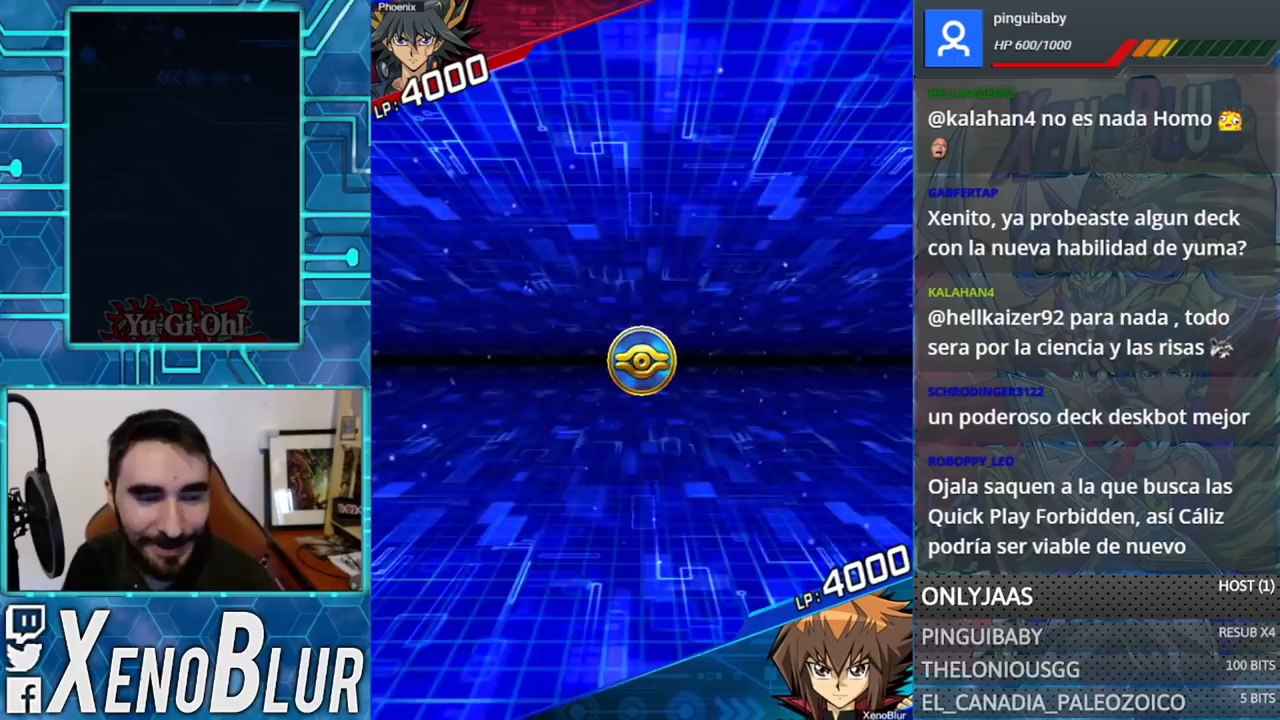 Phoenix
LP: 4000
Yu-Gi-Oh!
LP: 4000
XenoBlur
XENOBLUR
pinguibaby
HP 600/1000
XENOBLUR
HELLKAIZER92
@kalahan4 no es nada Homo
GABFERTAP
Xenito, ya probeaste algun deck
con la nueva habilidad de yuma?
KALAHAN4
@hellkaizer92 para nada , todo
sera por la ciencia y las risas
SCHRODINGER3122
un poderoso deck deskbot mejor
ROBOPPY_LED
Ojala saquen a la que busca las
Quick Play Forbidden, así Cáliz
podría ser viable de nuevo
ONLYJAAS HOST (1)
PINGUIBABY RESUB X4
THELONIOUSGG 100 BITS
EL_CANADIA_PALEOZOICO 5 BITS